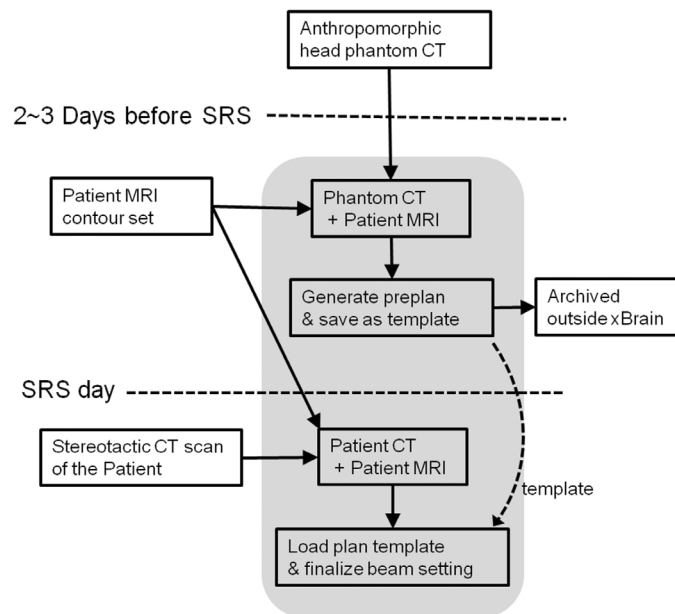 Anthropomorphic
head phantom CT
2~3 Days before SRS
Patient MRI
contour set
Phantom CT
+ Patient MRI
Generate preplan
& save as template
Archived
outside xBrain
SRS day
Stereotactic CT scan
of the Patient
Patient CT
+ Patient MRI
template
Load plan template
& finalize beam setting